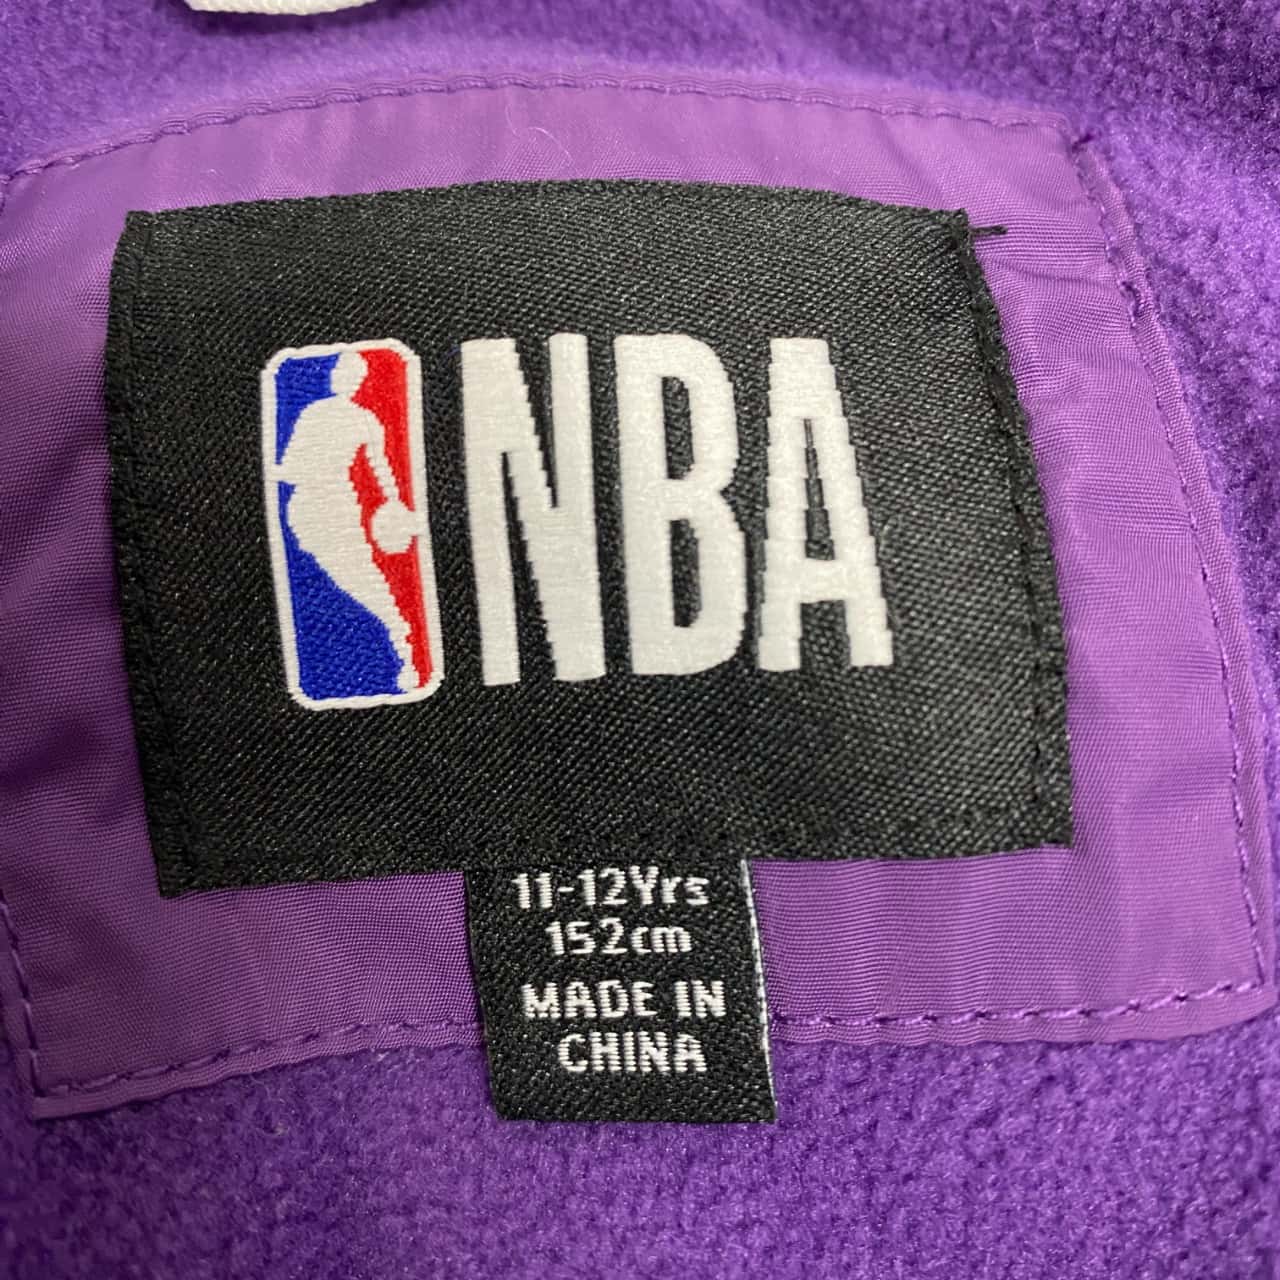 NBA
11-12Yrs
152cm
MADE IN
CHINA